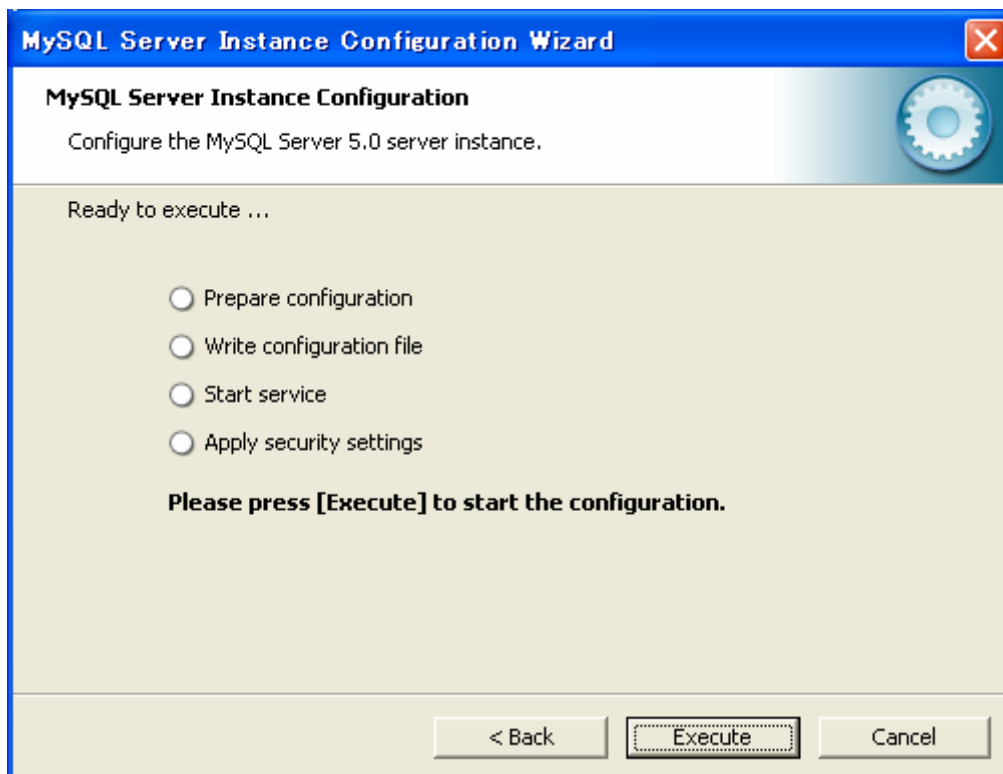 MySQL Server Instance Configuration Wizard
MySQL Server Instance Configuration
Configure the MySQL Server 5.0 server instance.
Ready to execute ...
Prepare configuration
Write configuration file
Start service
Apply security settings
Please press [Execute] to start the configuration.
< Back Execute Cancel